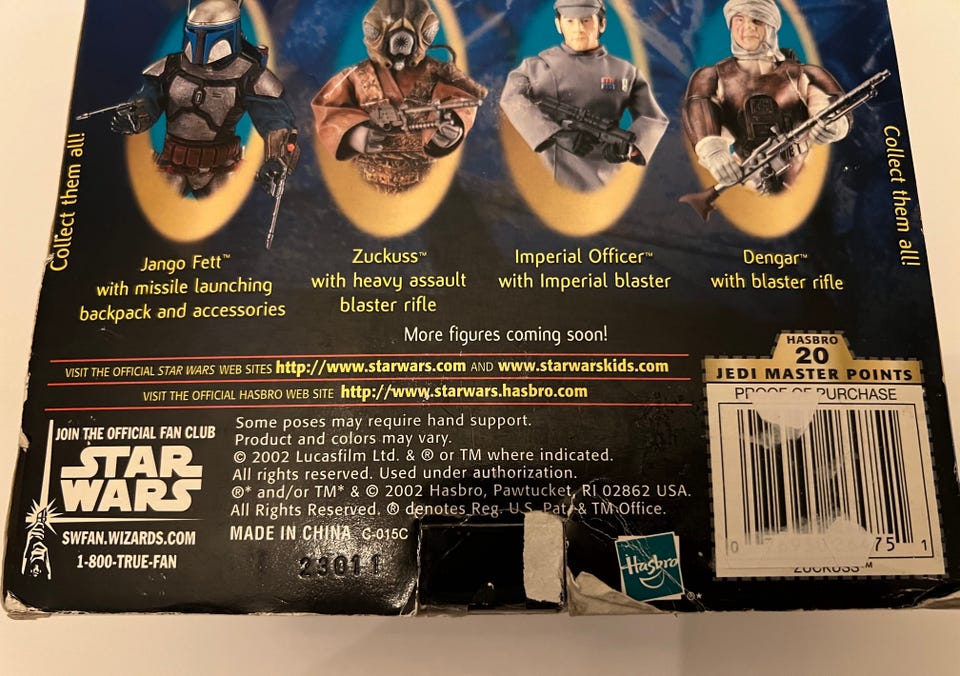 Collect them all!
Collect them all!
Jango Fett™
with missile launching
backpack and accessories
Zuckuss™
with heavy assault
blaster rifle
Imperial Officer™
with Imperial blaster
Dengar™
with blaster rifle
More figures coming soon!
VISIT THE OFFICIAL STAR WARS WEB SITES http://www.starwars.com AND www.starwarskids.com
VISIT THE OFFICIAL HASBRO WEB SITE http://www.starwars.hasbro.com
JOIN THE OFFICIAL FAN CLUB
STAR
WARS
SWFAN.WIZARDS.COM
1-800-TRUE-FAN
Some poses may require hand support.
Product and colors may vary.
© 2002 Lucasfilm Ltd. & ® or TM where indicated.
All rights reserved. Used under authorization.
®* and/or TM* & © 2002 Hasbro, Pawtucket, RI 02862 USA.
All Rights Reserved. ® denotes Reg. U.S. Pat. & TM Office.
MADE IN CHINA C-015C
23011
Hasbro
®*
HASBRO
20
JEDI MASTER POINTS
PROOF OF PURCHASE
0 75 1
ZUCKUSS™